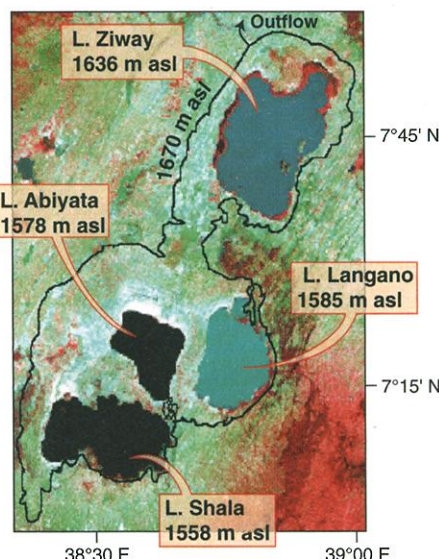 Outflow
L. Ziway
1636 m asl
1670 m asl
7°45' N
L. Abiyata
1578 m asl
L. Langano
1585 m asl
7°15' N
L. Shala
1558 m asl
38°30 E
39°00 E